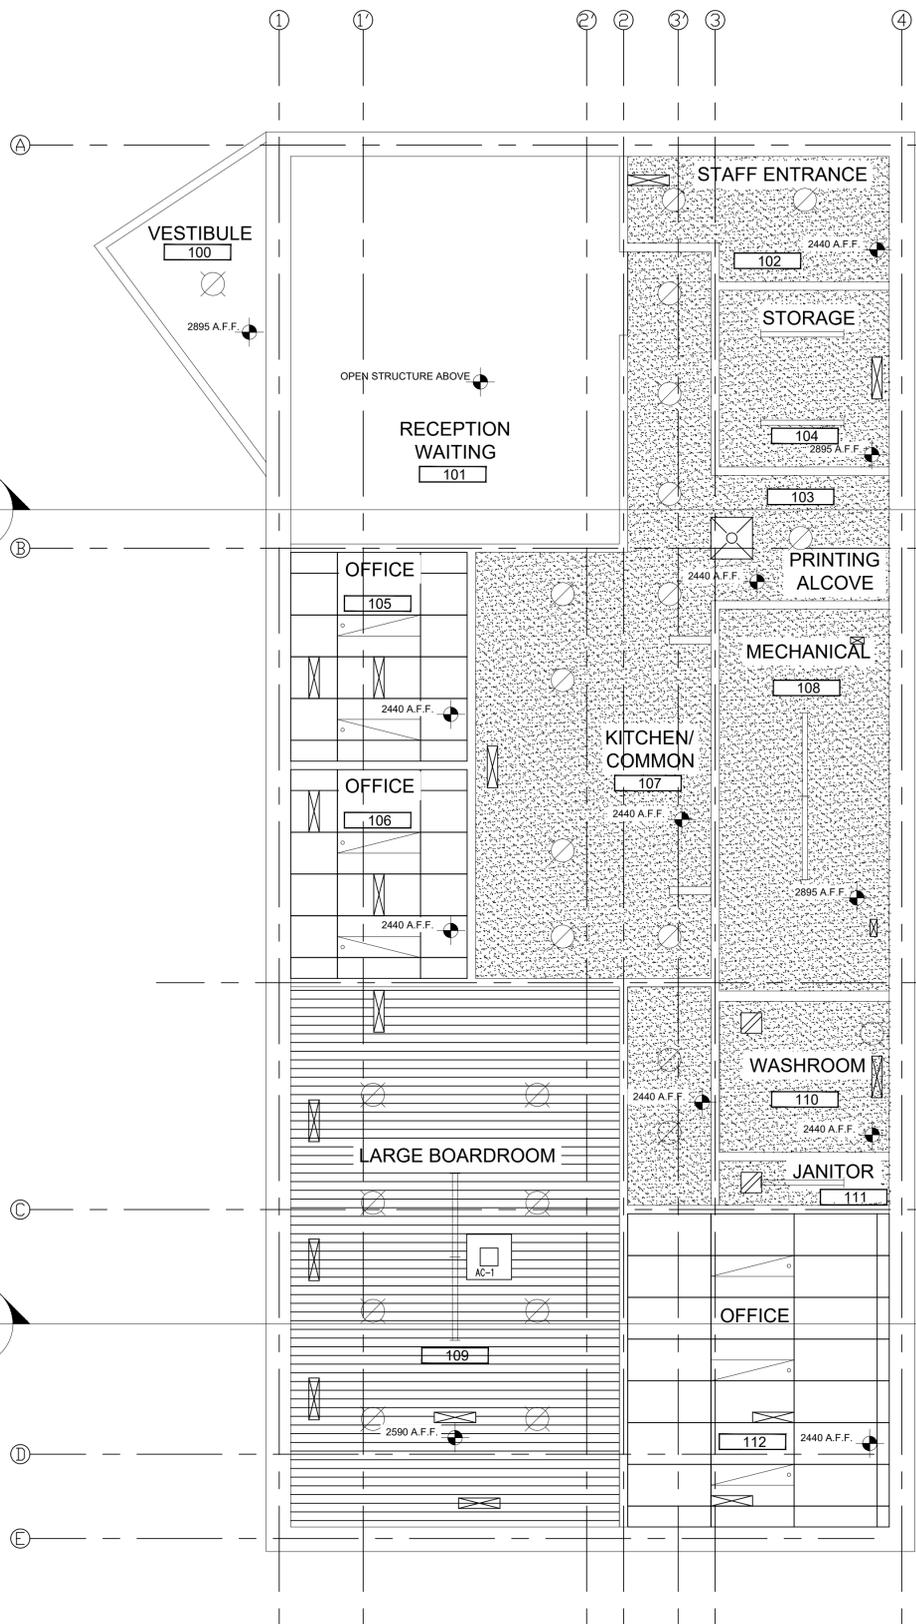 1 1' 2' 2 3' 3 4
A
STAFF ENTRANCE
VESTIBULE
100
2440 A.F.F.
102
STORAGE
2895 A.F.F.
OPEN STRUCTURE ABOVE
RECEPTION
WAITING
101
104
2895 A.F.F.
103
B
PRINTING
ALCOVE
2440 A.F.F.
OFFICE
105
MECHANICAL
108
2440 A.F.F.
KITCHEN/
COMMON
107
OFFICE
106
2440 A.F.F.
2895 A.F.F.
2440 A.F.F.
WASHROOM
110
2440 A.F.F.
2440 A.F.F.
LARGE BOARDROOM
JANITOR
111
C
AC-1
OFFICE
109
2590 A.F.F.
112
2440 A.F.F.
D
E